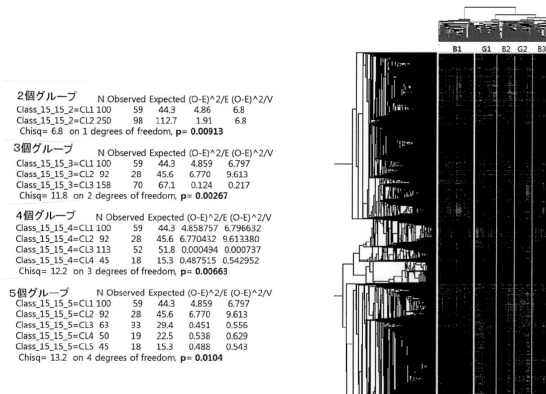 2個グループ
N Observed Expected (O-E)^2/E (O-E)^2/V
Class_15_15_2=CL1 100 59 44.3 4.86 6.8
Class_15_15_2=CL2 250 98 112.7 1.91 6.8
Chisq= 6.8 on 1 degrees of freedom, p= 0.00913
3個グループ
N Observed Expected (O-E)^2/E (O-E)^2/V
Class_15_15_3=CL1 100 59 44.3 4.859 6.797
Class_15_15_3=CL2 92 28 45.6 6.770 9.613
Class_15_15_3=CL3 158 70 67.1 0.124 0.217
Chisq= 11.8 on 2 degrees of freedom, p= 0.00267
4個グループ
N Observed Expected (O-E)^2/E (O-E)^2/V
Class_15_15_4=CL1 100 59 44.3 4.858757 6.796632
Class_15_15_4=CL2 92 28 45.6 6.770432 9.613380
Class_15_15_4=CL3 113 52 51.8 0.000494 0.000737
Class_15_15_4=CL4 45 18 15.3 0.487515 0.542952
Chisq= 12.2 on 3 degrees of freedom, p= 0.00663
5個グループ
N Observed Expected (O-E)^2/E (O-E)^2/V
Class_15_15_5=CL1 100 59 44.3 4.859 6.797
Class_15_15_5=CL2 92 28 45.6 6.770 9.613
Class_15_15_5=CL3 63 33 29.4 0.451 0.556
Class_15_15_5=CL4 50 19 22.5 0.538 0.629
Class_15_15_5=CL5 45 18 15.3 0.488 0.543
Chisq= 13.2 on 4 degrees of freedom, p= 0.0104
B1 G1 B2 G2 B3